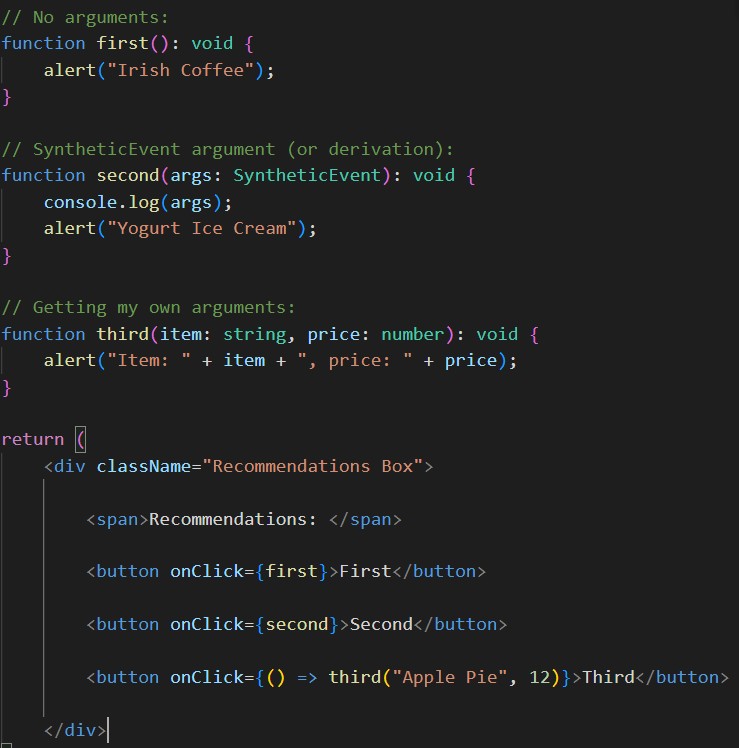 // No arguments:
function first(): void {
    alert("Irish Coffee");
}

// SyntheticEvent argument (or derivation):
function second(args: SyntheticEvent): void {
    console.log(args);
    alert("Yogurt Ice Cream");
}

// Getting my own arguments:
function third(item: string, price: number): void {
    alert("Item: " + item + ", price: " + price);
}

return (
    <div className="Recommendations Box">

        <span>Recommendations: </span>

        <button onClick={first}>First</button>

        <button onClick={second}>Second</button>

        <button onClick={() => third("Apple Pie", 12)}>Third</button>

    </div>